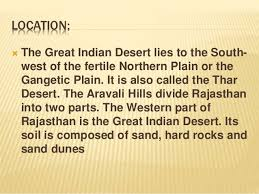 LOCATION:
The Great Indian Desert lies to the South-
west of the fertile Northern Plain or the
Gangetic Plain. It is also called the Thar
Desert. The Aravali Hills divide Rajasthan
into two parts. The Western part of
Rajasthan is the Great Indian Desert. Its
soil is composed of sand, hard rocks and
sand dunes